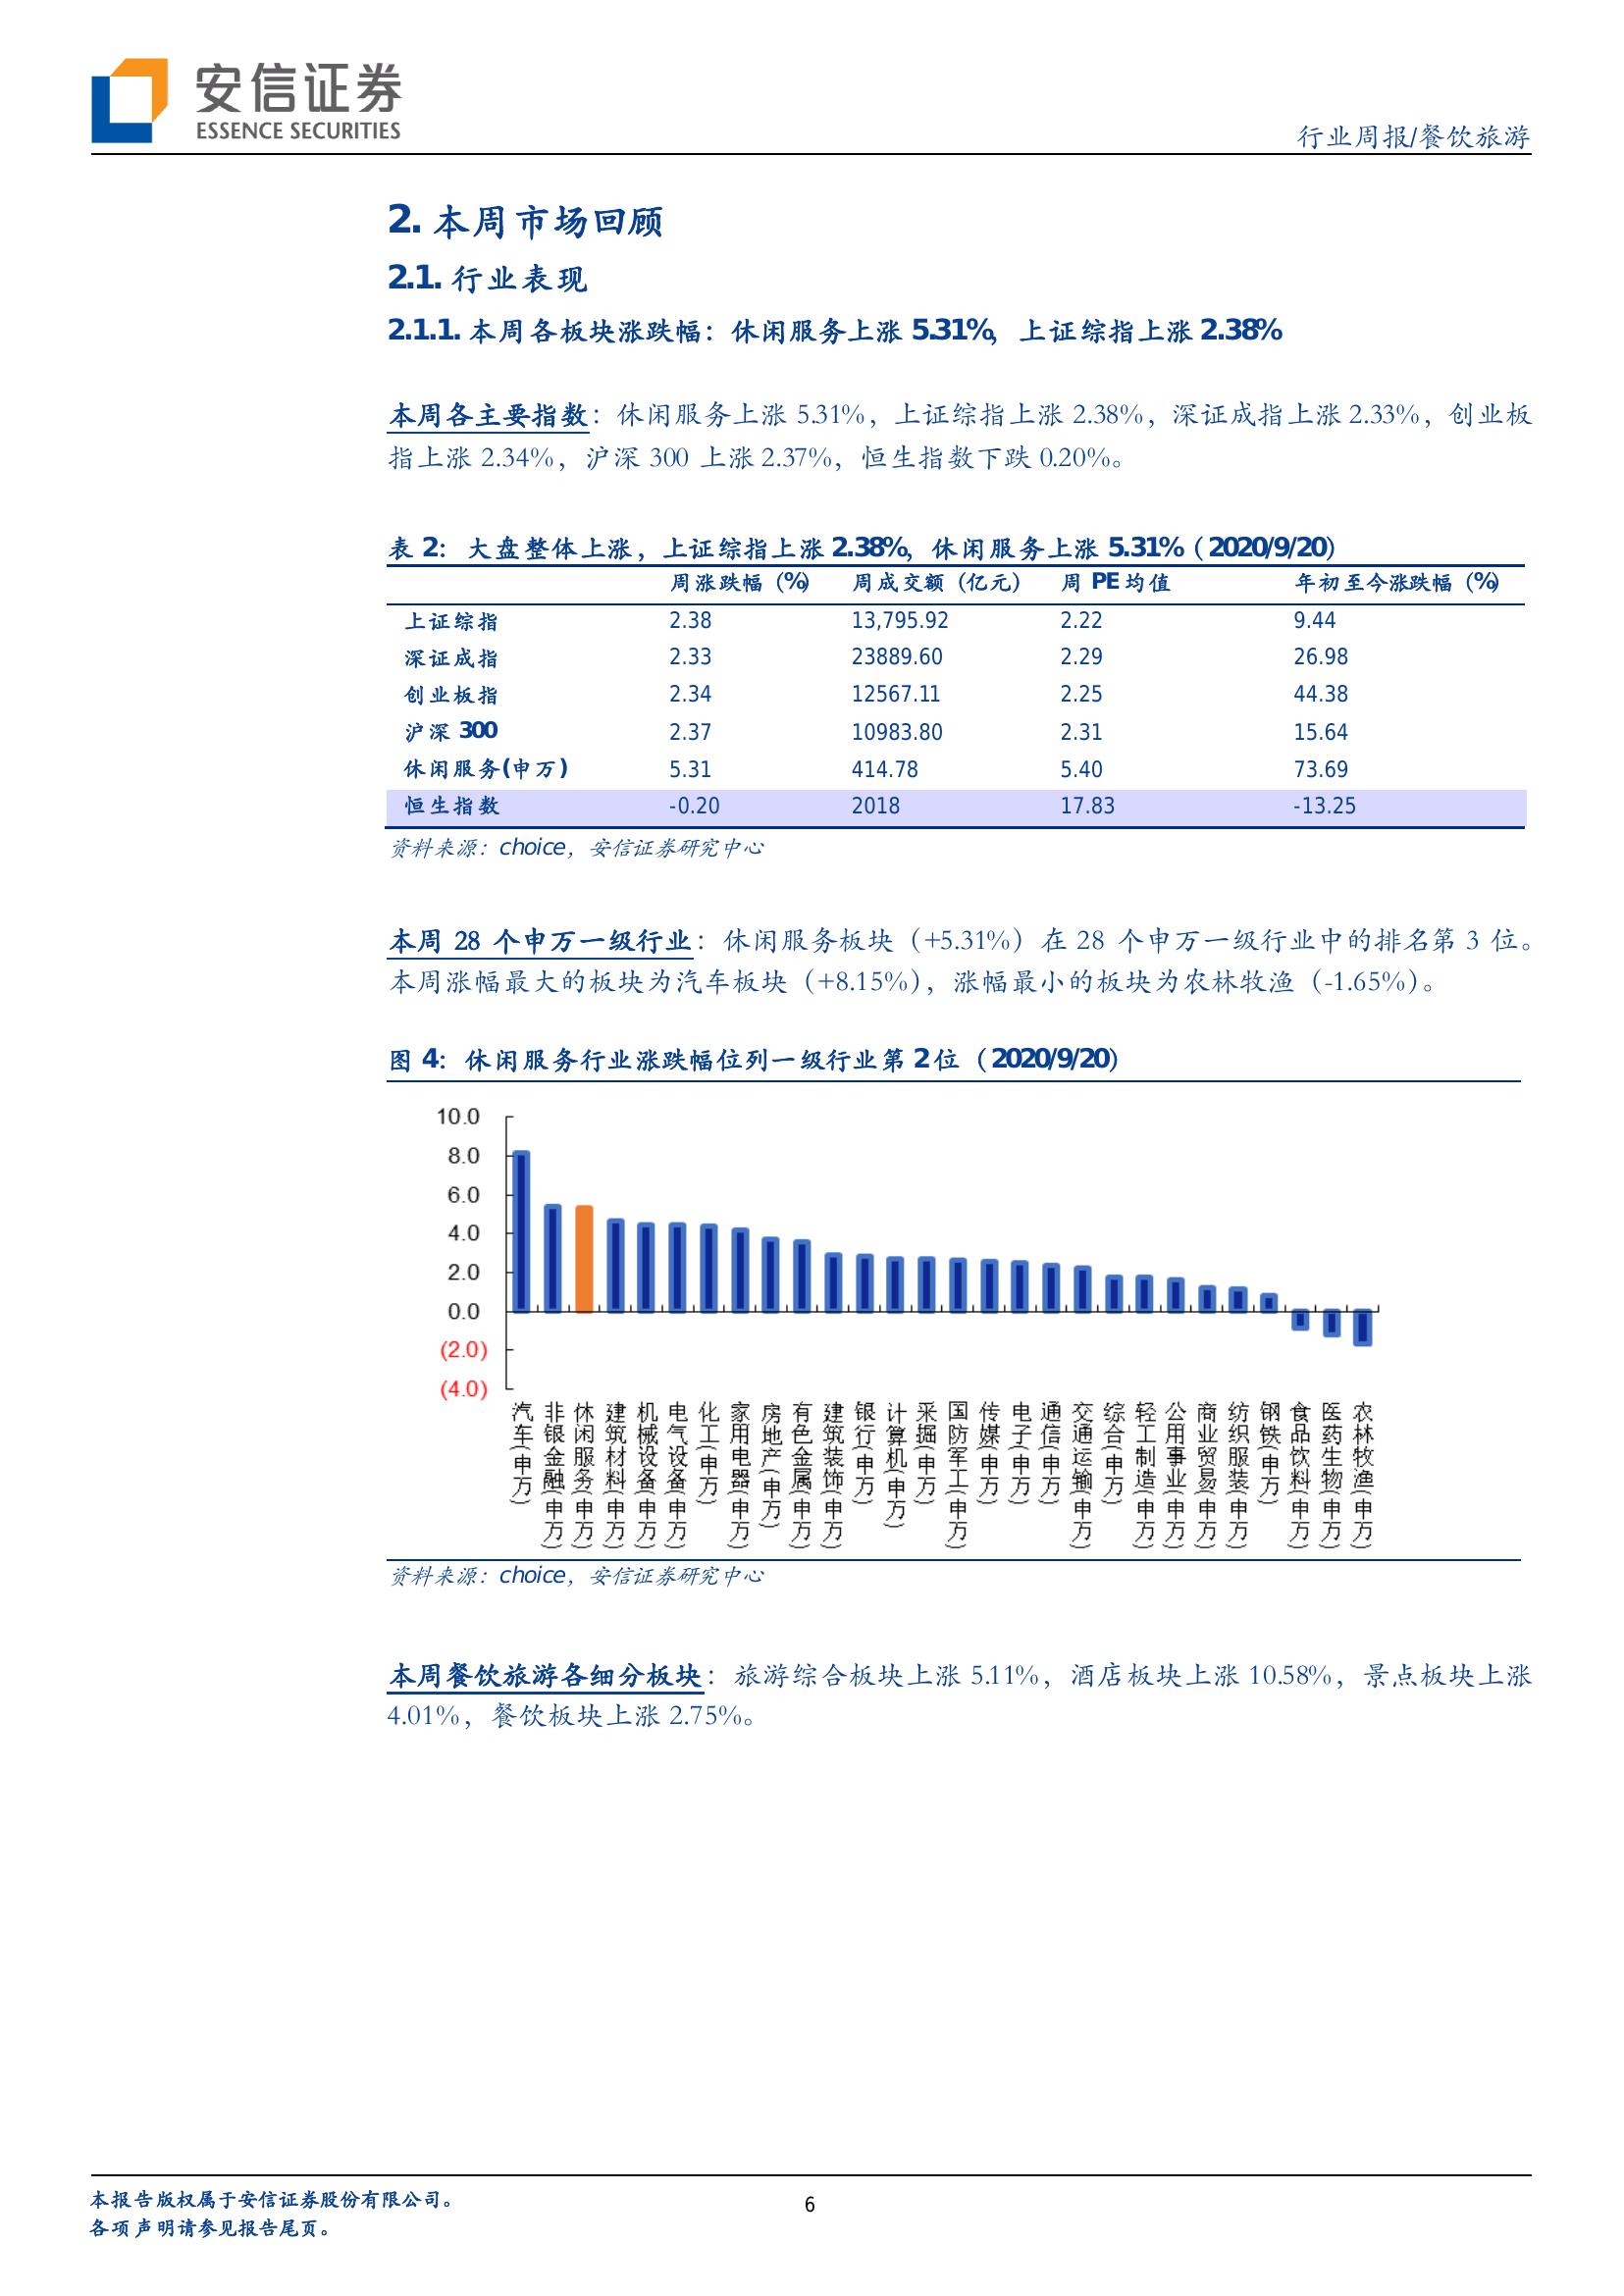 安信证券
ESSENCE SECURITIES
行业周报/餐饮旅游
2. 本周市场回顾
2.1. 行业表现
2.1.1. 本周各板块涨跌幅：休闲服务上涨 5.31%，上证综指上涨 2.38%
本周各主要指数：休闲服务上涨 5.31%，上证综指上涨 2.38%，深证成指上涨 2.33%，创业板
指上涨 2.34%，沪深 300 上涨 2.37%，恒生指数下跌 0.20%。
表 2：大盘整体上涨，上证综指上涨 2.38%，休闲服务上涨 5.31%（2020/9/20）
周涨跌幅（%） 周成交额（亿元） 周 PE 均值 年初至今涨跌幅（%）
上证综指 2.38 13,795.92 2.22 9.44
深证成指 2.33 23889.60 2.29 26.98
创业板指 2.34 12567.11 2.25 44.38
沪深 300 2.37 10983.80 2.31 15.64
休闲服务(申万) 5.31 414.78 5.40 73.69
恒生指数 -0.20 2018 17.83 -13.25
资料来源：choice，安信证券研究中心
本周 28 个申万一级行业：休闲服务板块（+5.31%）在 28 个申万一级行业中的排名第 3 位。
本周涨幅最大的板块为汽车板块（+8.15%），涨幅最小的板块为农林牧渔（-1.65%）。
图 4：休闲服务行业涨跌幅位列一级行业第 2 位（2020/9/20）
10.0
8.0
6.0
4.0
2.0
0.0
(2.0)
(4.0)
汽车(申万)
非银金融(申万)
休闲服务(申万)
建筑材料(申万)
机械设备(申万)
电气设备(申万)
化工(申万)
家用电器(申万)
房地产(申万)
有色金属(申万)
建筑装饰(申万)
银行(申万)
计算机(申万)
采掘(申万)
国防军工(申万)
传媒(申万)
电子(申万)
通信(申万)
交通运输(申万)
综合(申万)
轻工制造(申万)
公用事业(申万)
商业贸易(申万)
纺织服装(申万)
钢铁(申万)
食品饮料(申万)
医药生物(申万)
农林牧渔(申万)
资料来源：choice，安信证券研究中心
本周餐饮旅游各细分板块：旅游综合板块上涨 5.11%，酒店板块上涨 10.58%，景点板块上涨
4.01%，餐饮板块上涨 2.75%。
本报告版权属于安信证券股份有限公司。
各项声明请参见报告尾页。
6